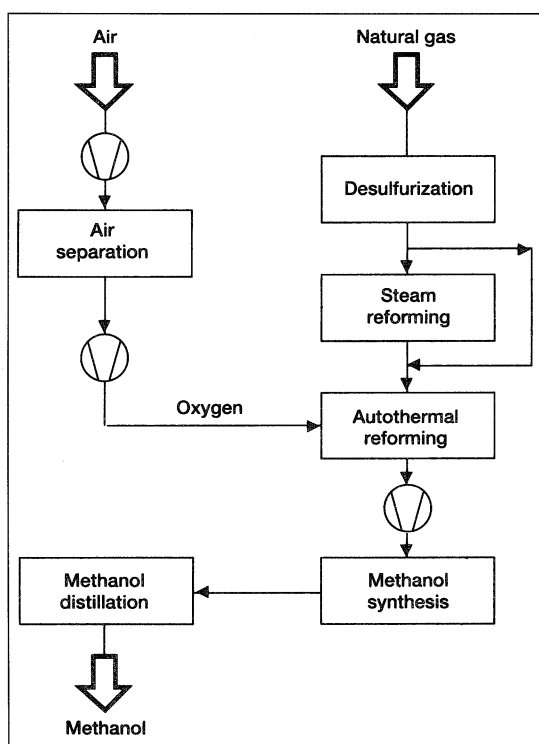 Air
Natural gas
Desulfurization
Air
separation
Steam
reforming
Oxygen
Autothermal
reforming
Methanol
distillation
Methanol
synthesis
Methanol